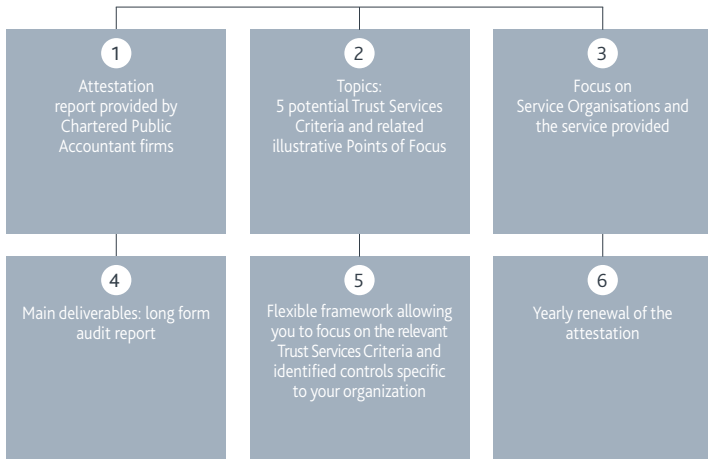 1
Attestation
report provided by
Chartered Public
Accountant firms
2
Topics:
5 potential Trust Services
Criteria and related
illustrative Points of Focus
3
Focus on
Service Organisations and
the service provided
4
Main deliverables: long form
audit report
5
Flexible framework allowing
you to focus on the relevant
Trust Services Criteria and
identified controls specific
to your organization
6
Yearly renewal of the
attestation